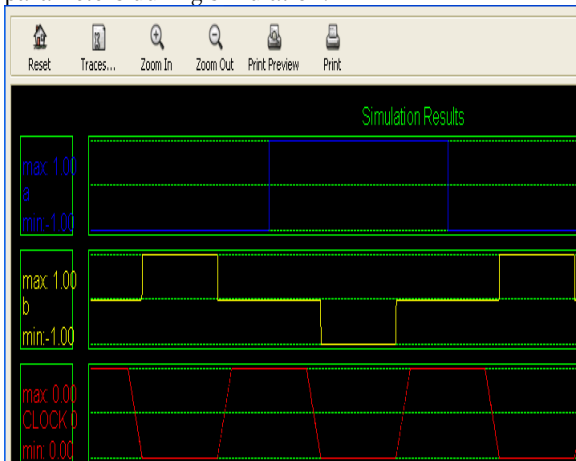 Reset Traces... Zoom In Zoom Out Print Preview Print
Simulation Results
max: 1.00
a
min:-1.00
max: 1.00
b
min:-1.00
max: 0.00
CLOCK 0
min: 0.00